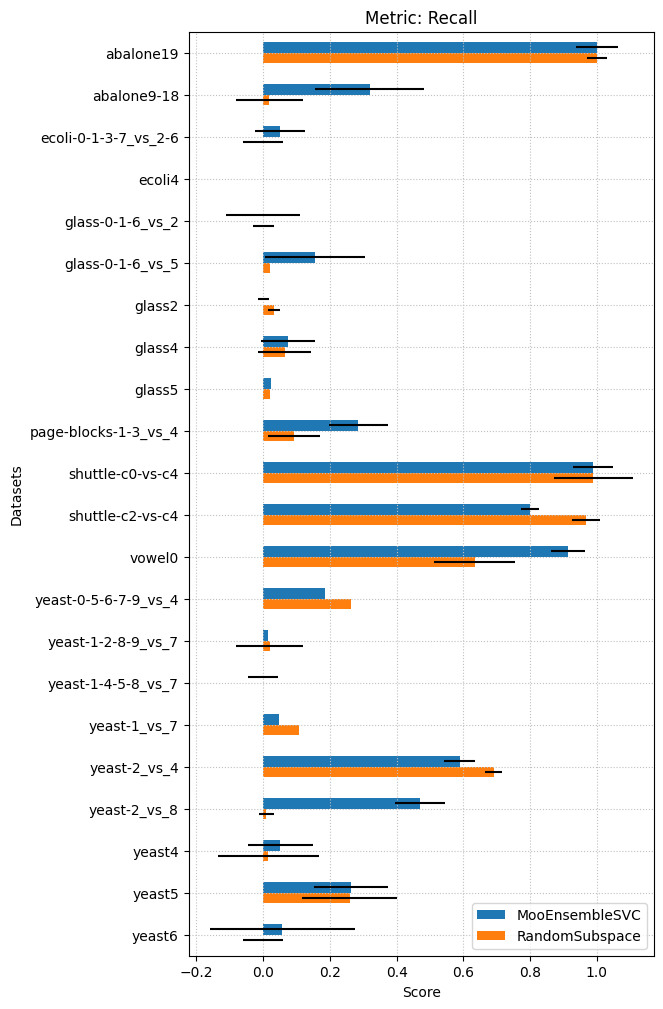 Metric: Recall
abalone19
abalone9-18
ecoli-0-1-3-7_vs_2-6
ecoli4
glass-0-1-6_vs_2
glass-0-1-6_vs_5
glass2
glass4
glass5
page-blocks-1-3_vs_4
shuttle-c0-vs-c4
shuttle-c2-vs-c4
vowel0
yeast-0-5-6-7-9_vs_4
yeast-1-2-8-9_vs_7
yeast-1-4-5-8_vs_7
yeast-1_vs_7
yeast-2_vs_4
yeast-2_vs_8
yeast4
yeast5
yeast6
Datasets
MooEnsembleSVC
RandomSubspace
−0.2 0.0 0.2 0.4 0.6 0.8 1.0
Score